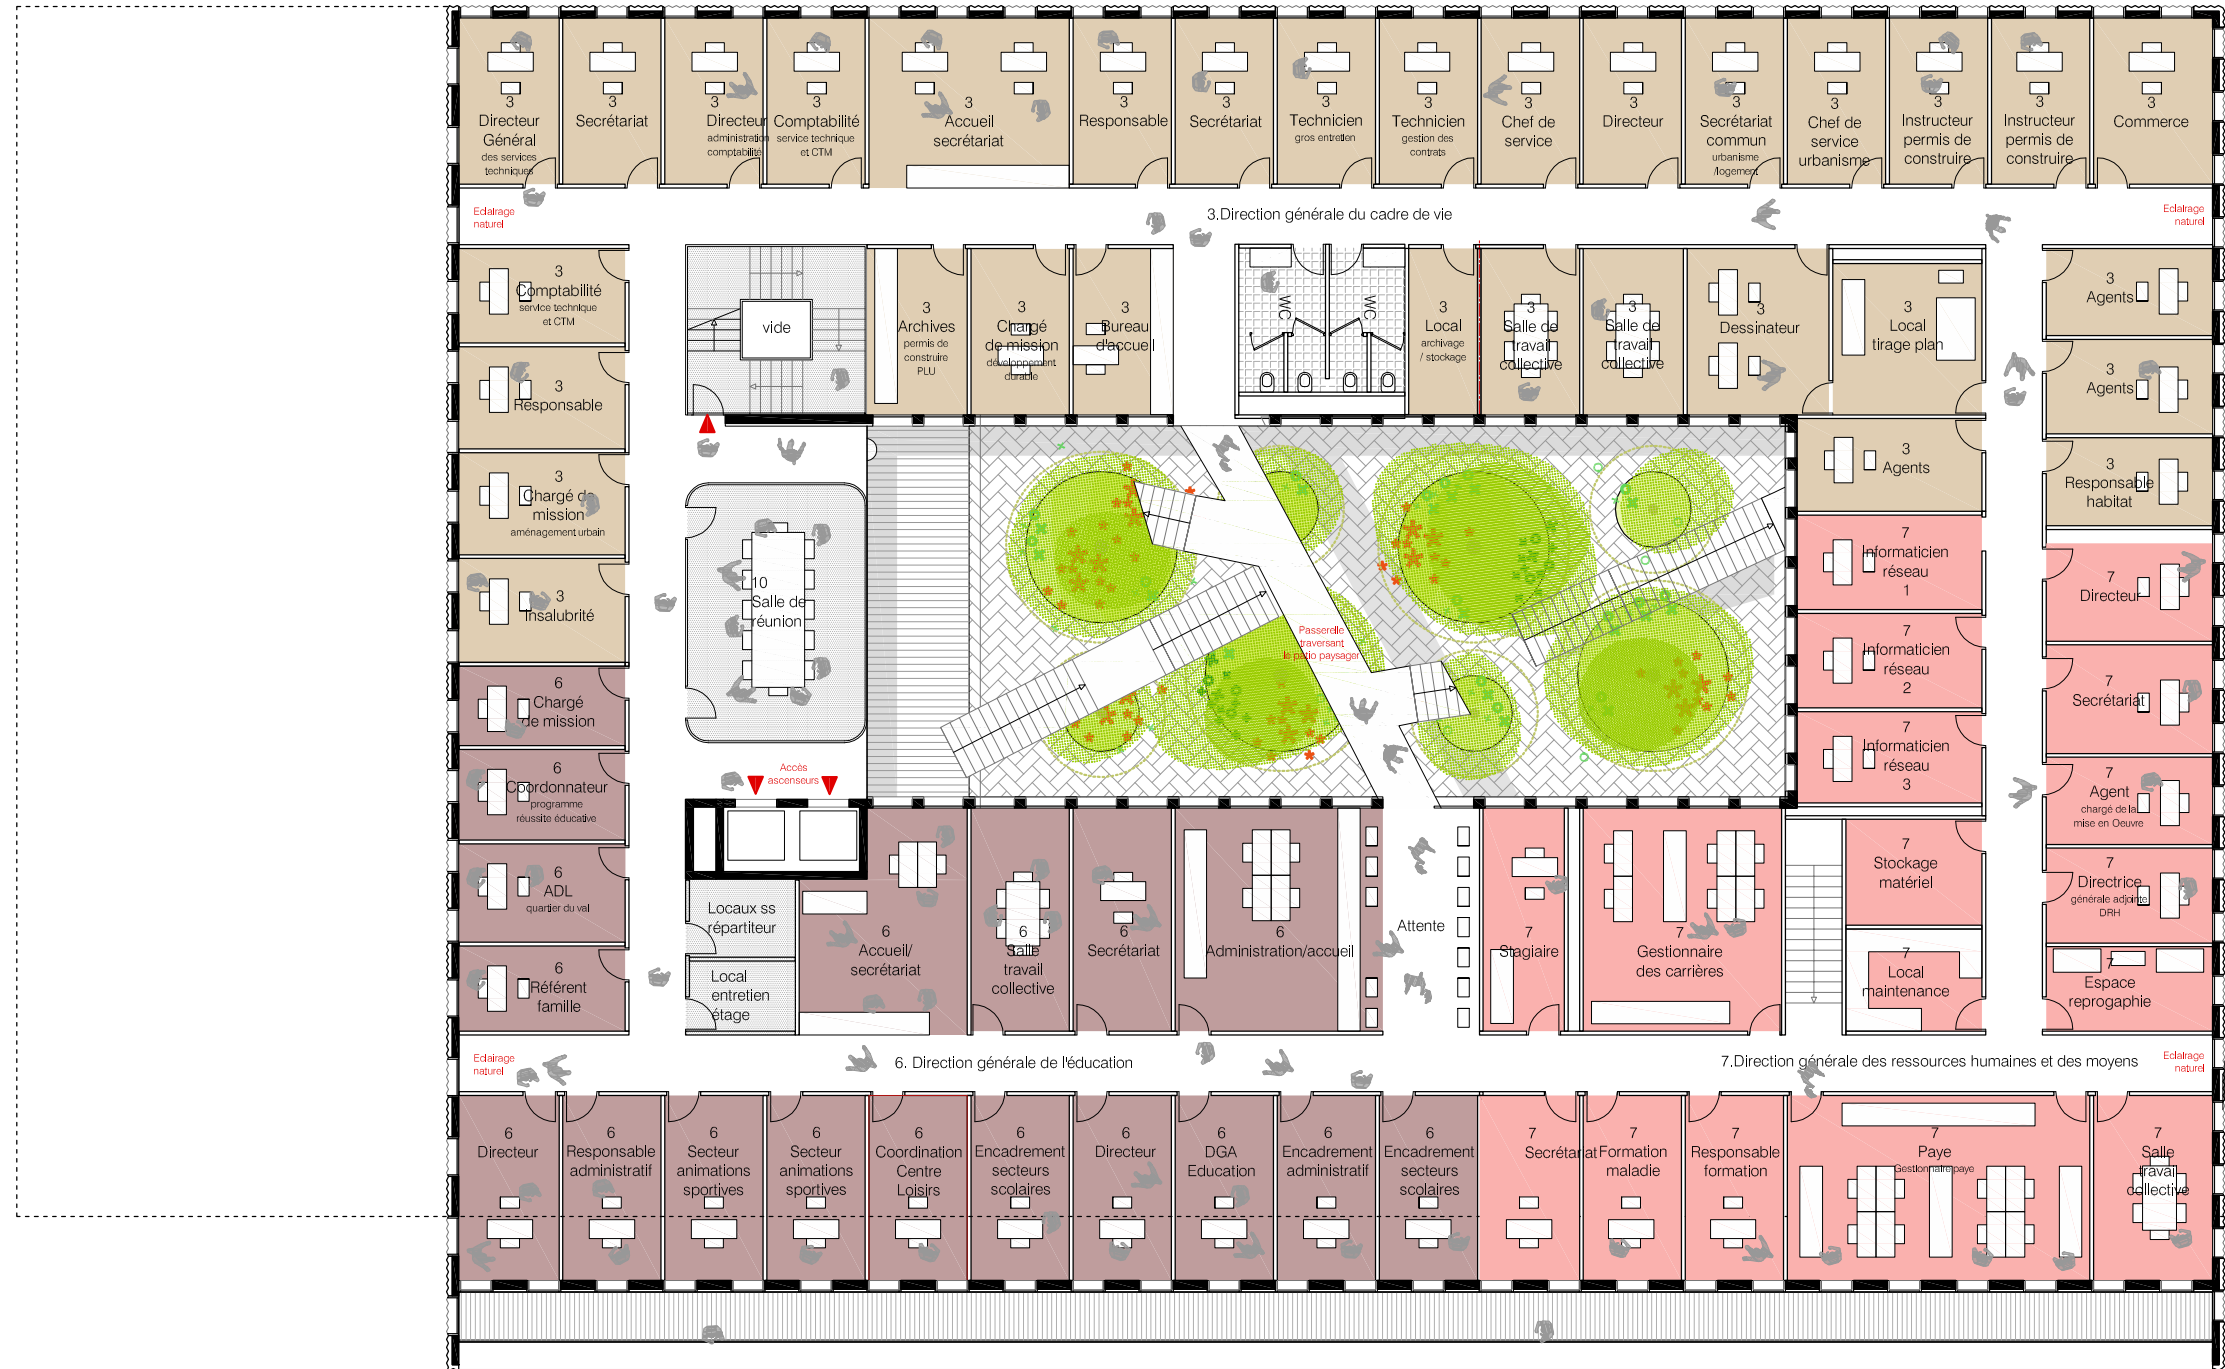 3
Directeur
Général
des services
techniques
3
Secrétariat
3
Directeur
administration
comptabilité
3
Comptabilité
service technique
et CTM
3
Accueil
secrétariat
3
Responsable
3
Secrétariat
3
Technicien
gros entretien
3
Technicien
gestion des
contrats
3
Chef de
service
3
Directeur
3
Secrétariat
commun
urbanisme
/logement
3
Chef de
service
urbanisme
3
Instructeur
permis de
construire
3
Instructeur
permis de
construire
3
Commerce
Eclairage
naturel
3.Direction générale du cadre de vie
Eclairage
naturel
3
Comptabilité
service technique
et CTM
vide
3
Archives
permis de
construire
PLU
3
Chargé
de mission
développement
durable
3
Bureau
d'accueil
WC
WC
3
Local
archivage
/ stockage
3
Salle de
travail
collective
3
Salle de
travail
collective
3
Dessinateur
3
Local
tirage plan
3
Agents
3
Responsable
3
Agents
3
Chargé de
mission
aménagement urbain
3
Agents
3
Responsable
habitat
10
Salle de
réunion
3
Insalubrité
7
Informaticien
réseau
1
7
Directeur
Passerelle
traversant
le patio paysager
7
Informaticien
réseau
2
6
Chargé
de mission
7
Secrétariat
7
Informaticien
réseau
3
Accès
ascenseurs
6
Coordonnateur
programme
réussite éducative
7
Agent
chargé de la
mise en Oeuvre
6
ADL
quartier du val
7
Stockage
matériel
7
Directrice
générale adjointe
DRH
Locaux ss
répartiteur
6
Accueil/
secrétariat
6
Salle
travail
collective
6
Secrétariat
6
Administration/accueil
Attente
7
Stagiaire
7
Gestionnaire
des carrières
6
Référent
famille
Local
entretien
étage
7
Local
maintenance
7
Espace
reprogaphie
Eclairage
naturel
6. Direction générale de l'éducation
7.Direction générale des ressources humaines et des moyens
Eclairage
naturel
6
Directeur
6
Responsable
administratif
6
Secteur
animations
sportives
6
Secteur
animations
sportives
6
Coordination
Centre
Loisirs
6
Encadrement
secteurs
scolaires
6
Directeur
6
DGA
Education
6
Encadrement
administratif
6
Encadrement
secteurs
scolaires
7
Secrétariat
7
Formation
maladie
7
Responsable
formation
7
Paye
Gestionnaire paye
7
Salle
travail
collective